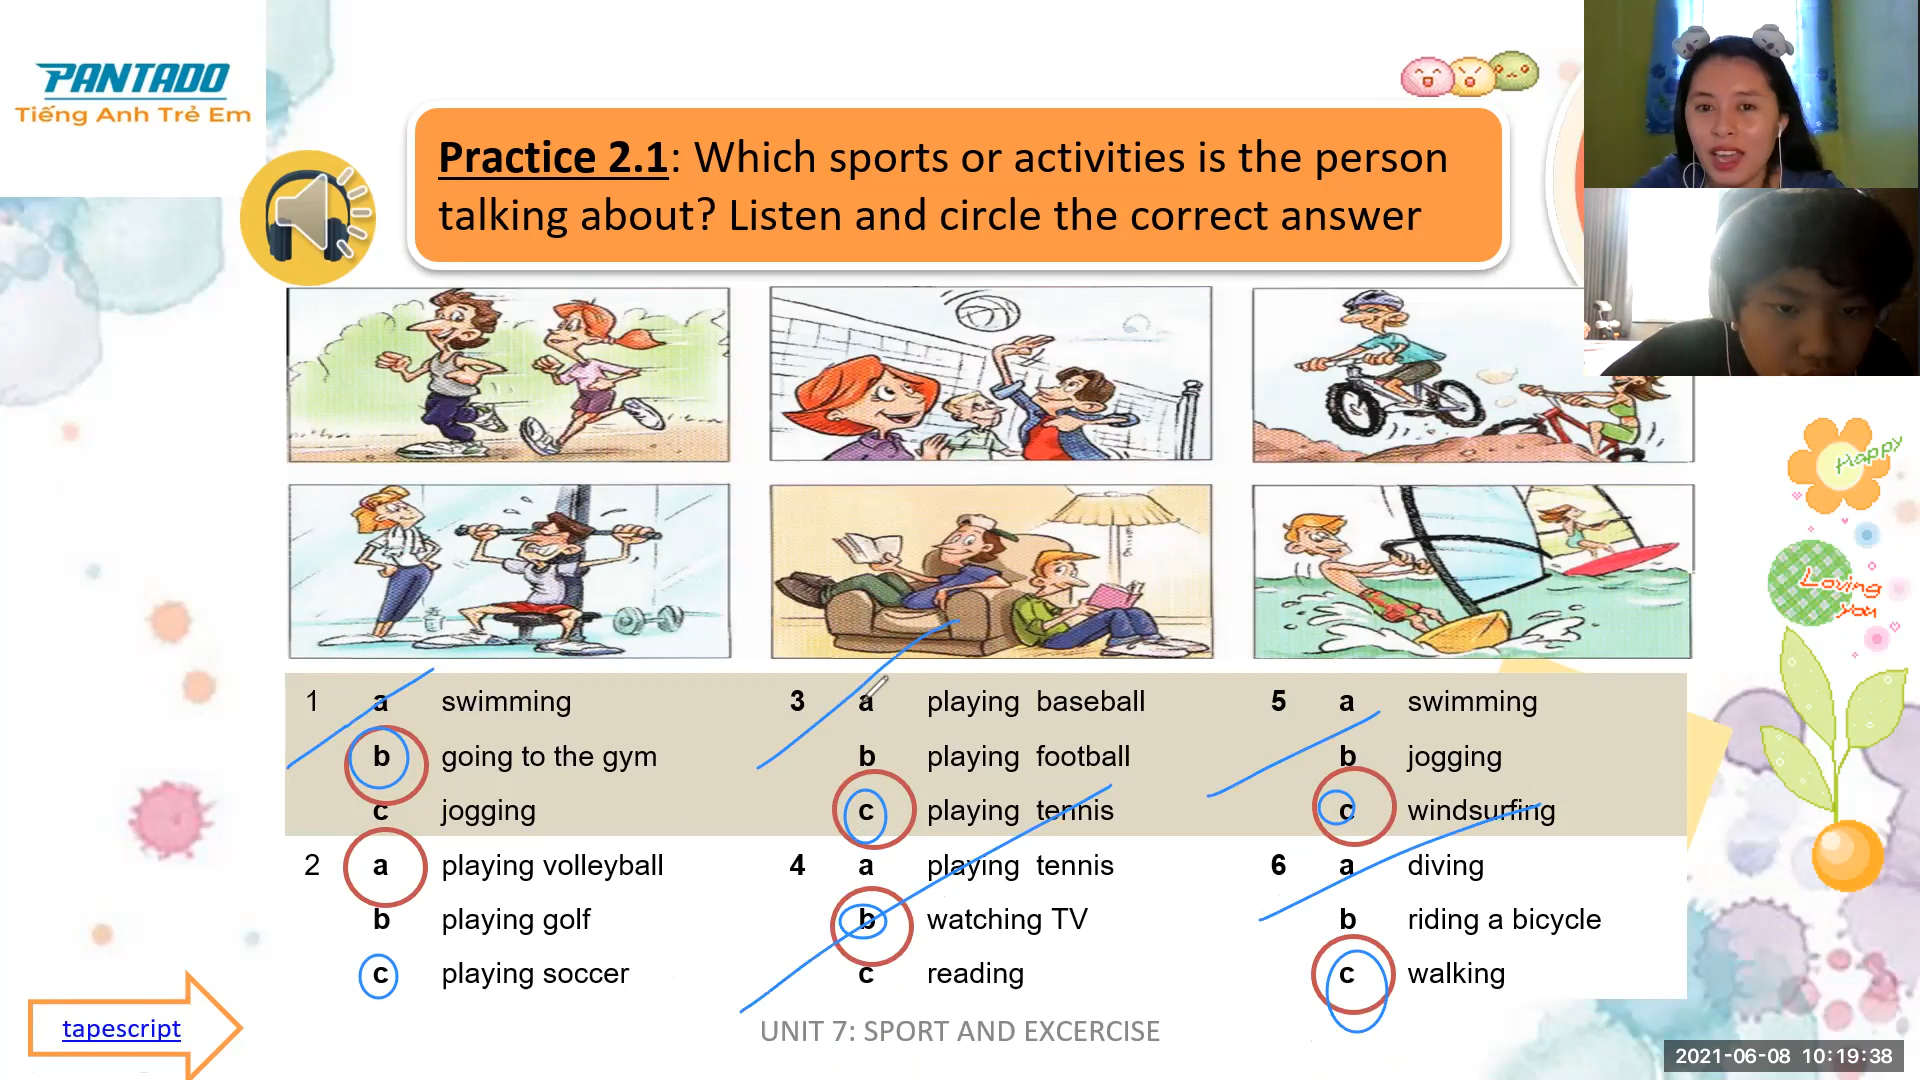 PANTADO
Tiếng Anh Trẻ Em
Practice 2.1: Which sports or activities is the person
talking about? Listen and circle the correct answer
Happy
Loving
you
1 a swimming
b going to the gym
c jogging
2 a playing volleyball
b playing golf
c playing soccer
3 a playing baseball
b playing football
c playing tennis
4 a playing tennis
b watching TV
c reading
5 a swimming
b jogging
c windsurfing
6 a diving
b riding a bicycle
c walking
tapescript
UNIT 7: SPORT AND EXCERCISE
2021-06-08 10:19:38